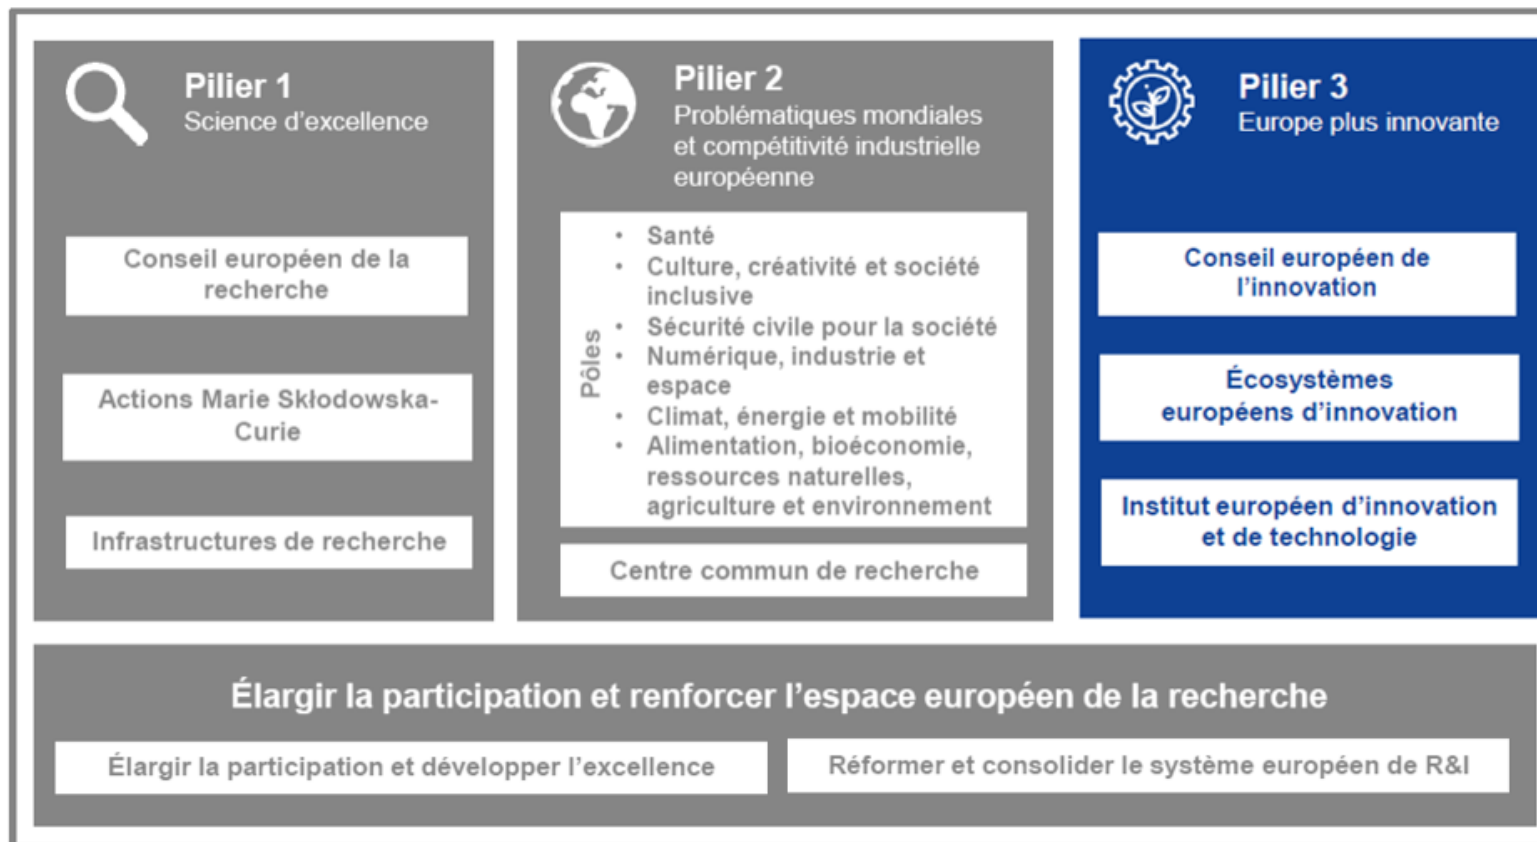 Pilier 1
Science d’excellence
Conseil européen de la
recherche
Actions Marie Skłodowska-
Curie
Infrastructures de recherche
Pilier 2
Problématiques mondiales
et compétitivité industrielle
européenne
Pôles
• Santé
• Culture, créativité et société
inclusive
• Sécurité civile pour la société
• Numérique, industrie et
espace
• Climat, énergie et mobilité
• Alimentation, bioéconomie,
ressources naturelles,
agriculture et environnement
Centre commun de recherche
Pilier 3
Europe plus innovante
Conseil européen de
l’innovation
Écosystèmes
européens d’innovation
Institut européen d’innovation
et de technologie
Élargir la participation et renforcer l’espace européen de la recherche
Élargir la participation et développer l’excellence
Réformer et consolider le système européen de R&I